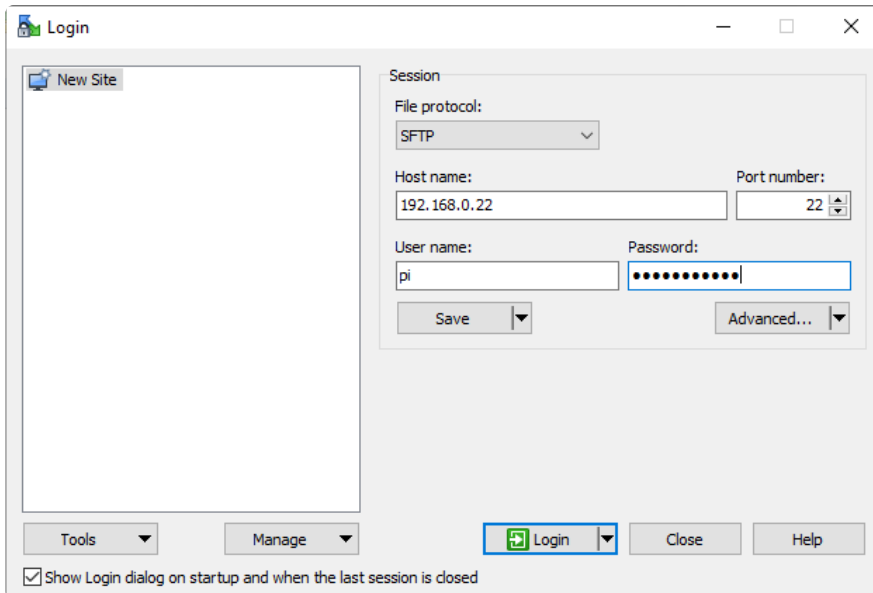 Login
New Site
Session
File protocol:
SFTP
Host name:
Port number:
192.168.0.22
22
User name:
Password:
pi
•••••••••••
Save
Advanced...
Tools
Manage
Login
Close
Help
Show Login dialog on startup and when the last session is closed